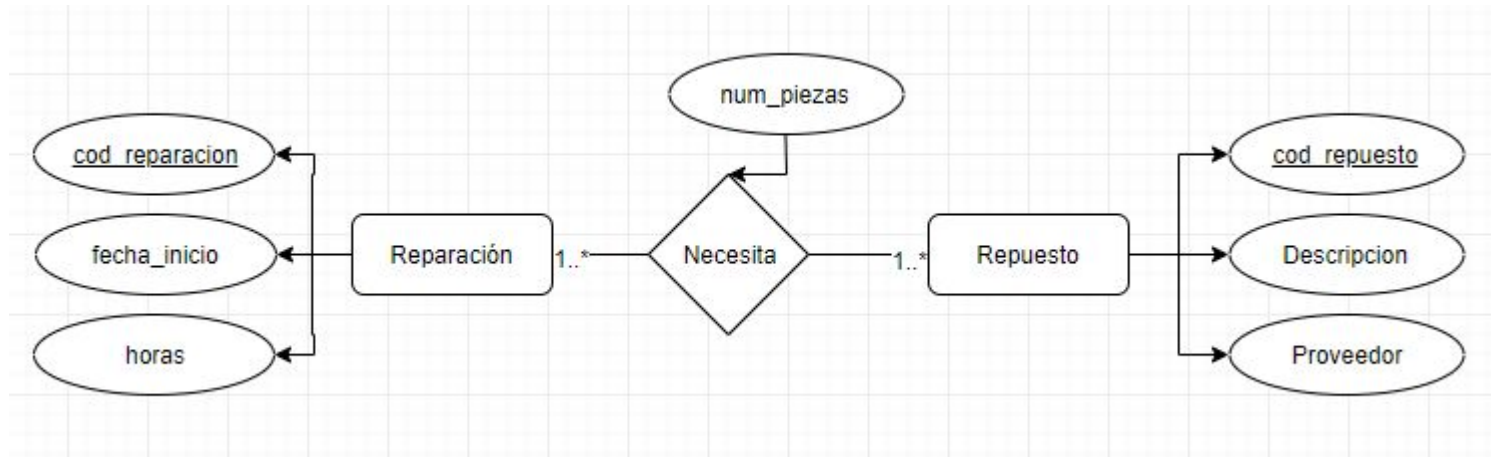 num_piezas
cod_reparacion
cod_repuesto
fecha_inicio
Reparación
1..*
Necesita
1..*
Repuesto
Descripcion
horas
Proveedor